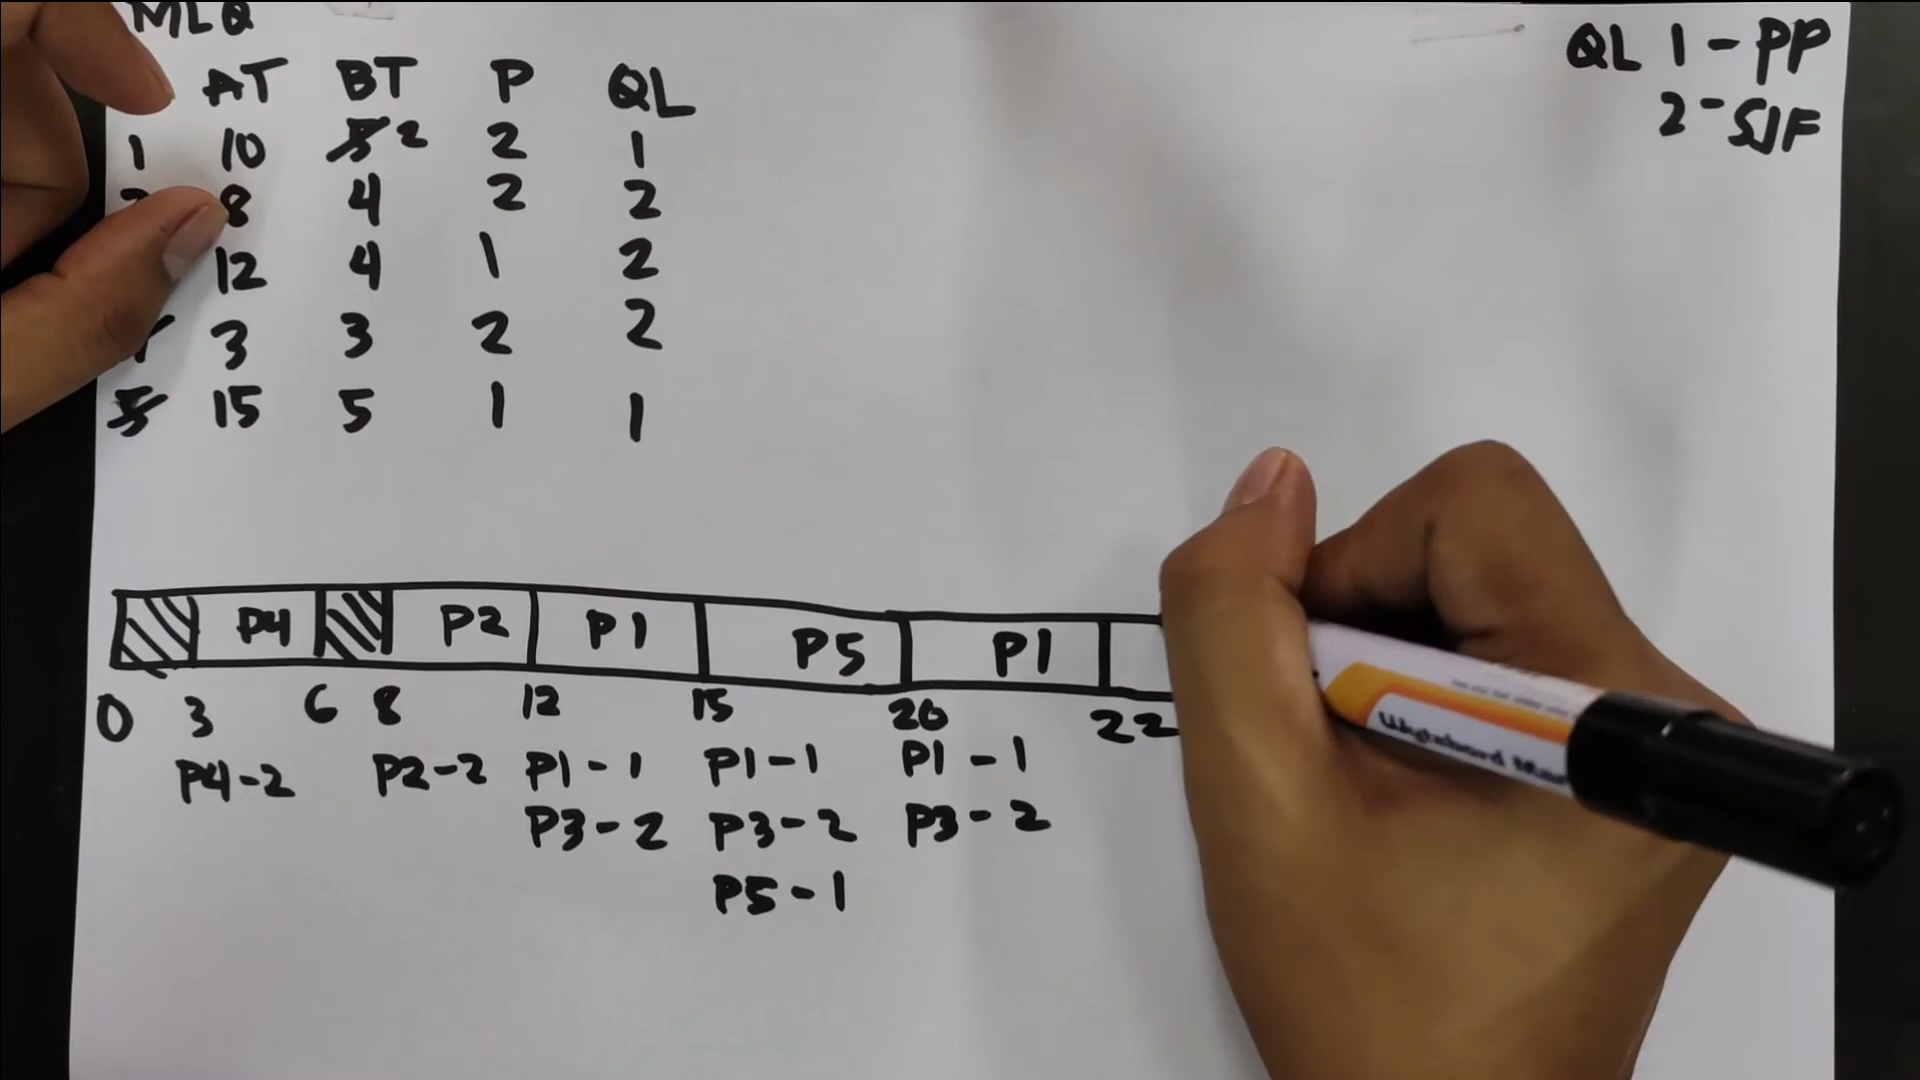 MLQ
QL 1 - PP
2 - SJF
AT BT P QL
1 10 5 2 2 1
8 4 2 2
12 4 1 2
3 3 2 2
5 15 5 1 1
P4 P2 P1 P5 P1
0 3 6 8 12 15 20 22
P4-2 P2-2 P1-1 P1-1 P1-1
P3-2 P3-2 P3-2
P5-1